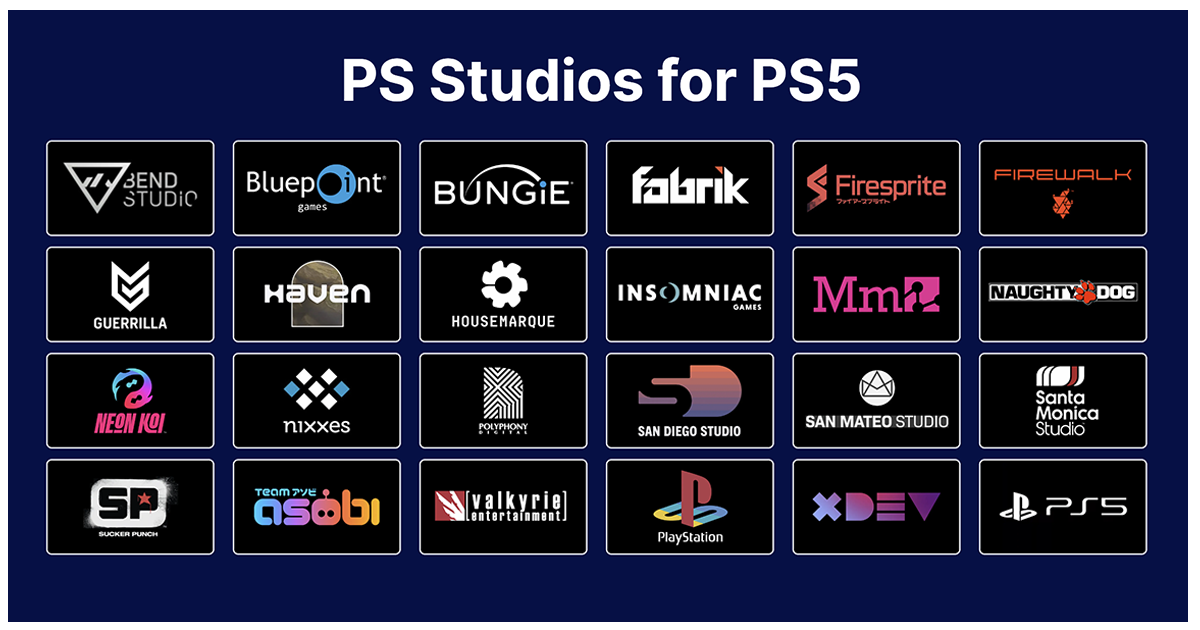 PS Studios for PS5
BEND
STUDIO
Bluepoint®
games
BUNGIE
fabrik
Firesprite
ファイアースプライト
FIREWALK
GUERRILLA
HAVEN
HOUSEMARQUE
INSOMNIAC
GAMES
Mm
NAUGHTY DOG
NEON KOI
nixxes
POLYPHONY
DIGITAL
SAN DIEGO STUDIO
SAN MATEO STUDIO
Santa
Monica
Studio
SP
SUCKER PUNCH
TEAM アソビ
asobi
[valkyrie]
[entertainment]
PlayStation
XDEV
PS5